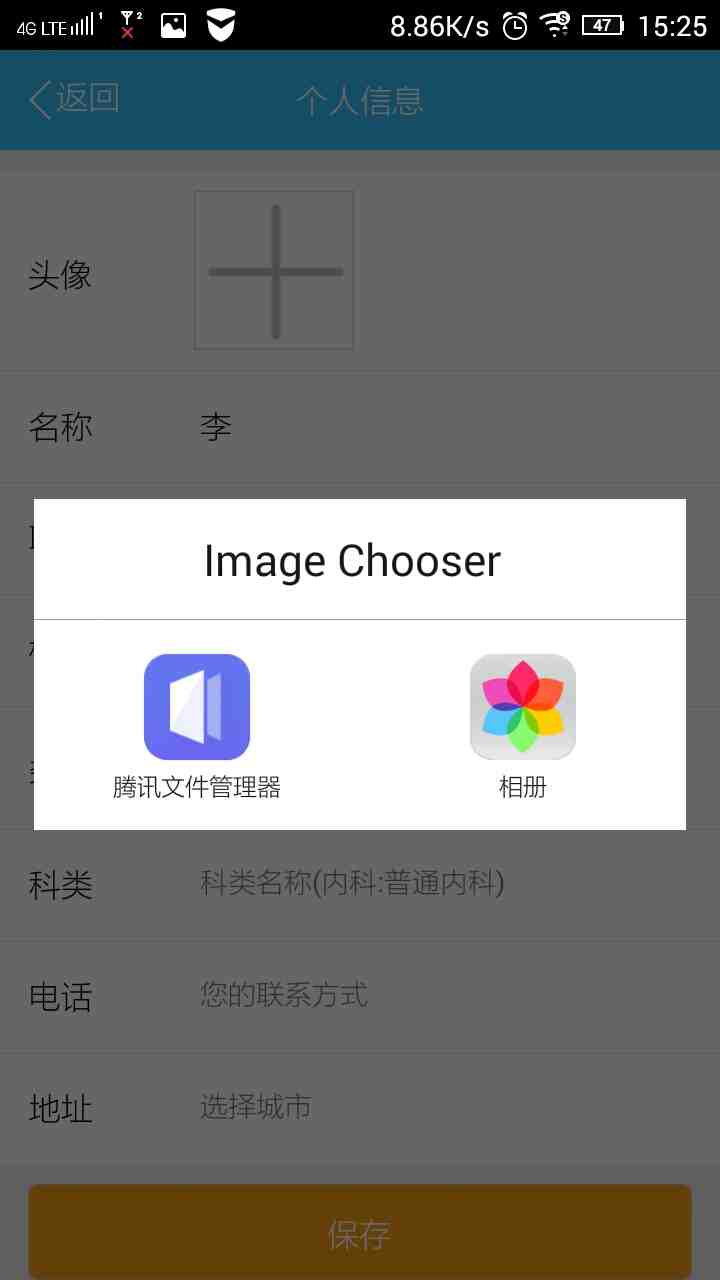 4G LTE 1 2 8.86K/s 47 15:25
返回 个人信息
头像
名称 李
Image Chooser
腾讯文件管理器 相册
科类 科类名称(内科:普通内科)
电话 您的联系方式
地址 选择城市
保存